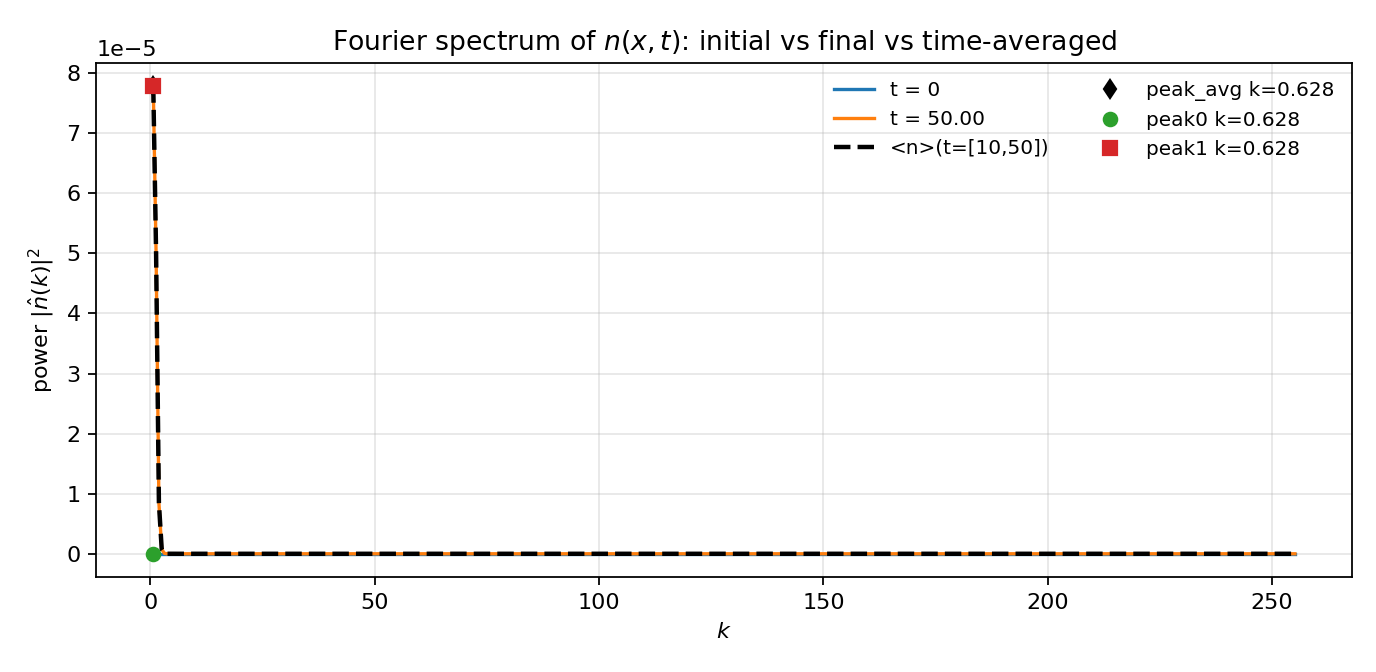 Fourier spectrum of n(x, t): initial vs final vs time-averaged
1e−5
8
7
6
5
4
3
2
1
0
power |n̂(k)|²
0 50 100 150 200 250
k
t = 0
t = 50.00
<n>(t=[10,50])
peak_avg k=0.628
peak0 k=0.628
peak1 k=0.628